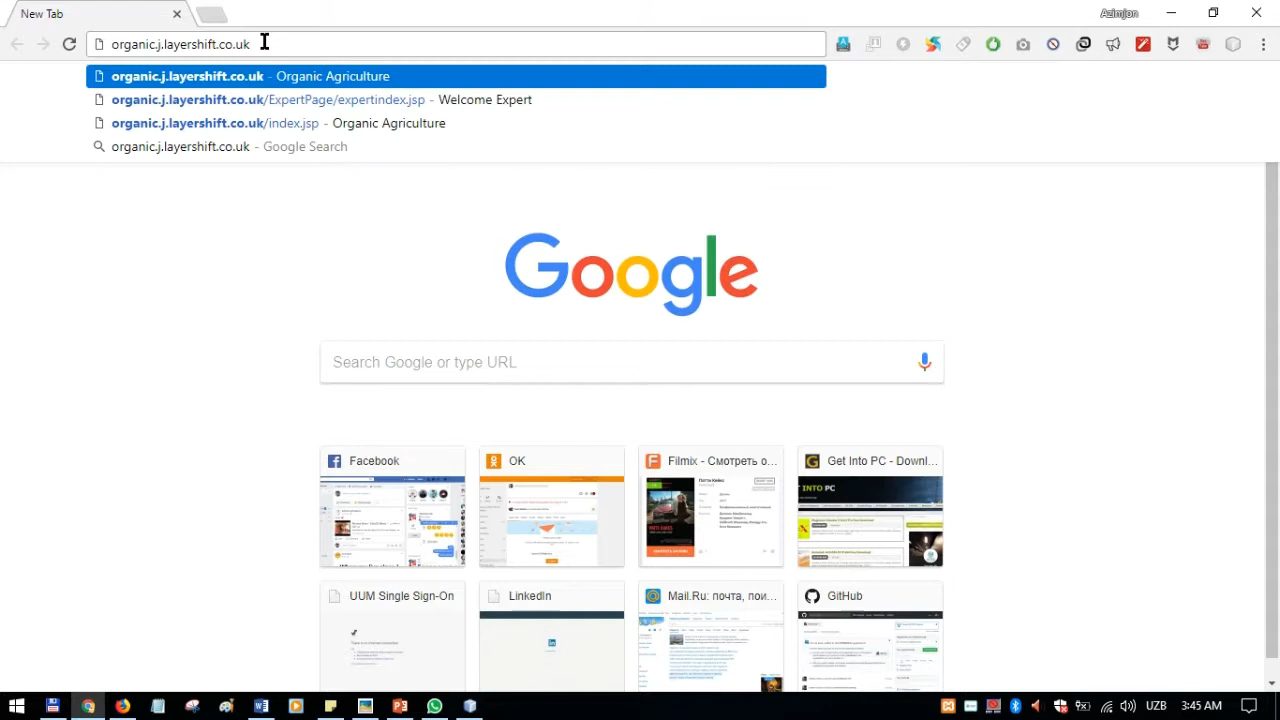 New Tab
Azimjon
organic.j.layershift.co.uk
organic.j.layershift.co.uk - Organic Agriculture
organic.j.layershift.co.uk/ExpertPage/expertindex.jsp - Welcome Expert
organic.j.layershift.co.uk/index.jsp - Organic Agriculture
organic.j.layershift.co.uk - Google Search
Google
Search Google or type URL
Facebook
OK
Filmix - Смотреть о...
Get Into PC - Downl...
INTO PC
UUM Single Sign-On
LinkedIn
Mail.Ru: почта, пои...
GitHub
UZB
3:45 AM